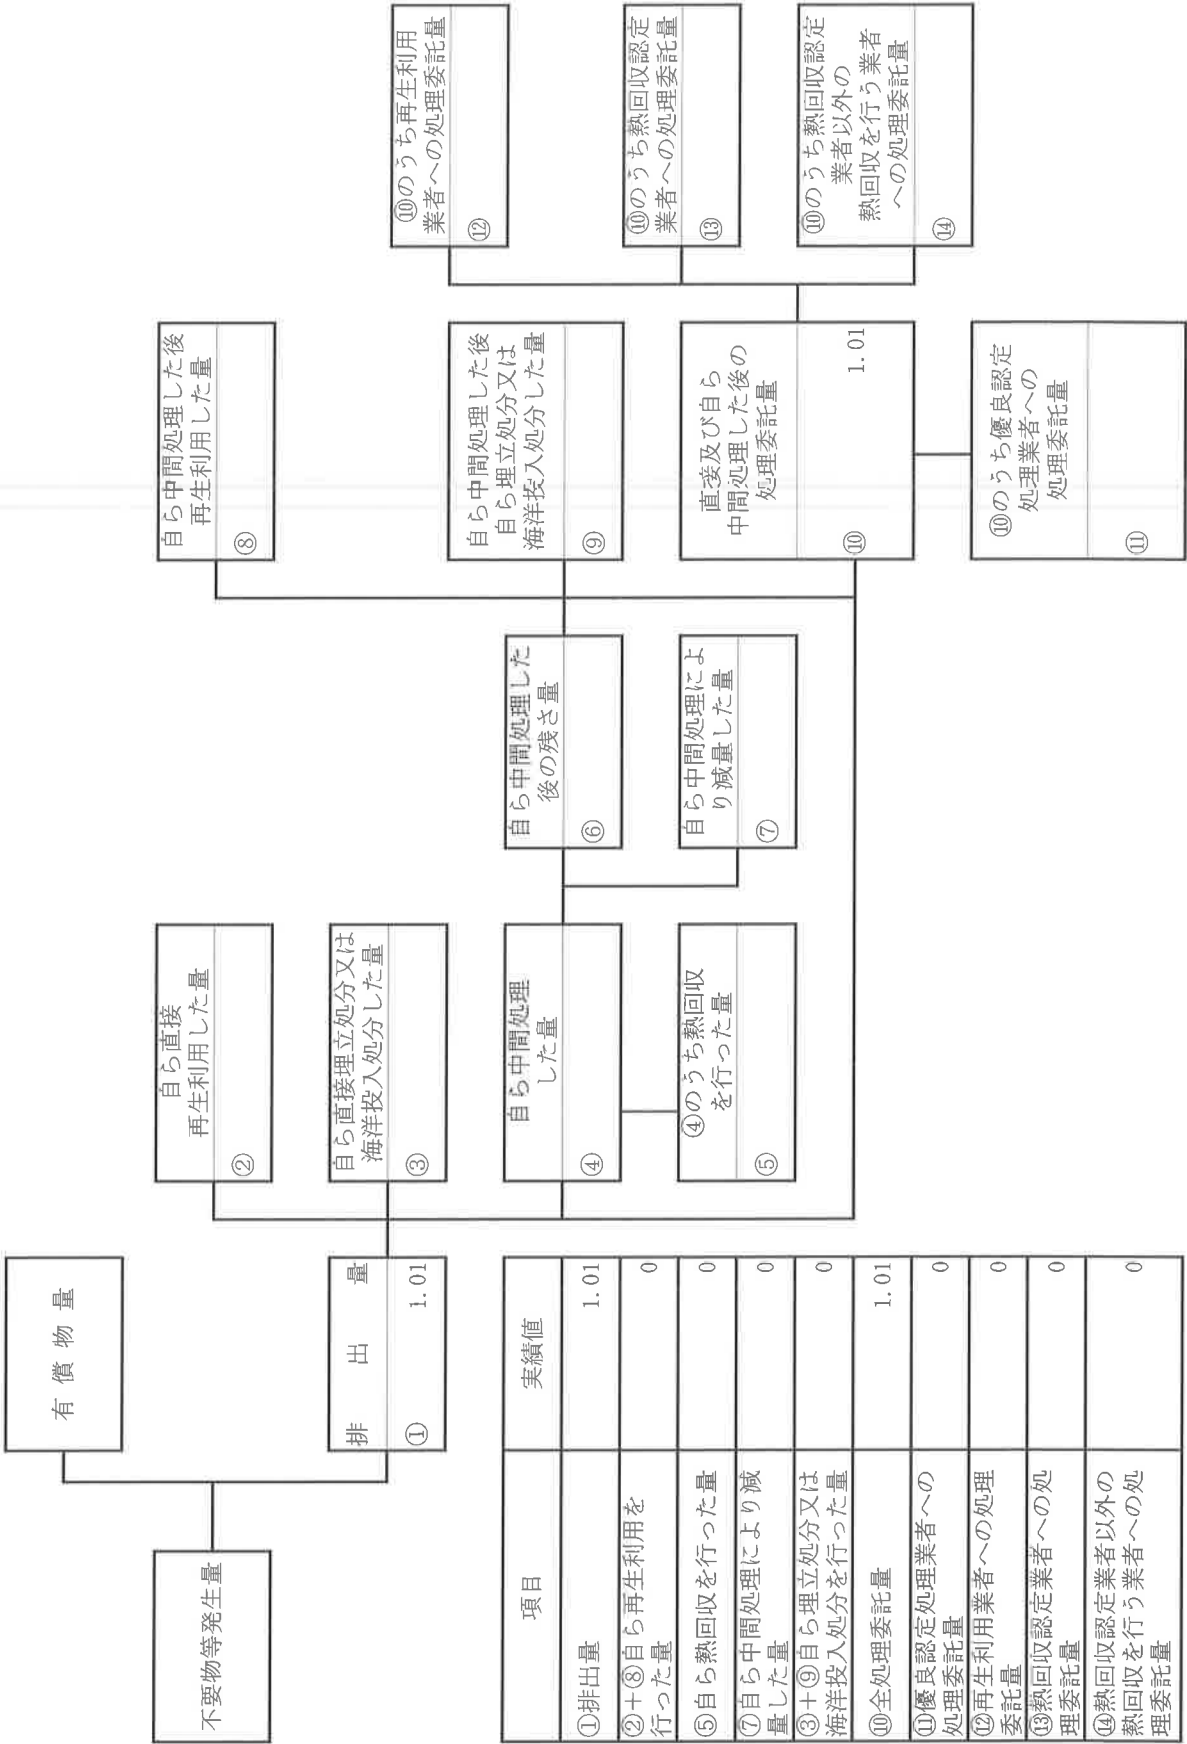 不要物等発生量
有 償 物 量
排 出 量
① 1.01
自ら直接
再生利用した量
②
自ら直接埋立処分又は
海洋投入処分した量
③
自ら中間処理
した量
④
④のうち熱回収
を行った量
⑤
自ら中間処理した
後の残さ量
⑥
自ら中間処理によ
り減量した量
⑦
自ら中間処理した後
再生利用した量
⑧
自ら中間処理した後
自ら埋立処分又は
海洋投入処分した量
⑨
直接及び自ら
中間処理した後の
処理委託量
⑩ 1.01
⑩のうち優良認定
処理業者への
処理委託量
⑪
⑩のうち再生利用
業者への処理委託量
⑫
⑩のうち熱回収認定
業者への処理委託量
⑬
⑩のうち熱回収認定
業者以外の
熱回収を行う業者
への処理委託量
⑭
項目 実績値
①排出量 1.01
②＋⑧自ら再生利用を
行った量 0
⑤自ら熱回収を行った量 0
⑦自ら中間処理により減
量した量 0
③＋⑨自ら埋立処分又は
海洋投入処分を行った量 0
⑩全処理委託量 1.01
⑪優良認定処理業者への
処理委託量 0
⑫再生利用業者への処理
委託量 0
⑬熱回収認定業者への処
理委託量 0
⑭熱回収認定業者以外の
熱回収を行う業者への処
理委託量 0